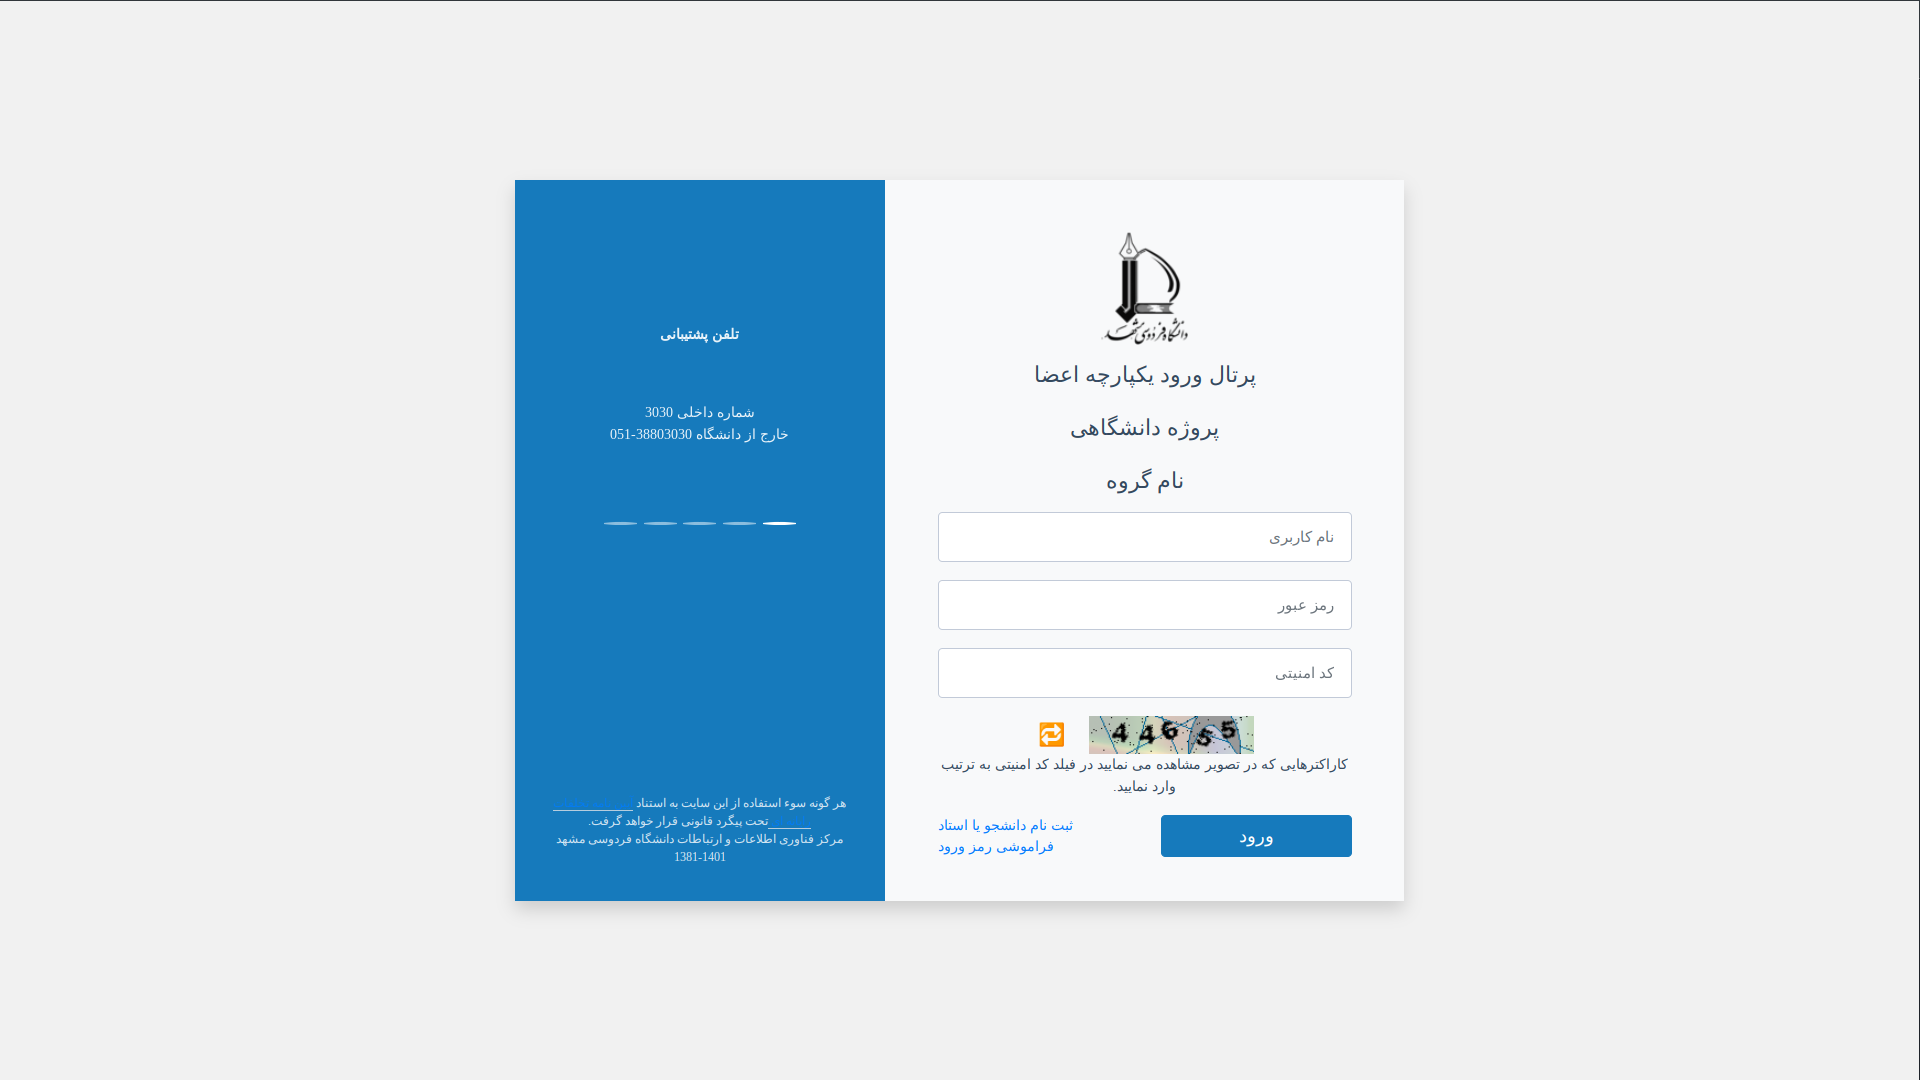 دانشگاه فردوسی مشهد
پرتال ورود یکپارچه اعضا
پروژه دانشگاهی
نام گروه
نام کاربری
رمز عبور
کد امنیتی
44655
کاراکترهایی که در تصویر مشاهده می نمایید در فیلد کد امنیتی به ترتیب
وارد نمایید.
ورود
ثبت نام دانشجو یا استاد
فراموشی رمز ورود
تلفن پشتیبانی
شماره داخلی 3030
خارج از دانشگاه 38803030-051
هر گونه سوء استفاده از این سایت به استناد
تحت پیگرد قانونی قرار خواهد گرفت.
مرکز فناوری اطلاعات و ارتباطات دانشگاه فردوسی مشهد
1381-1401